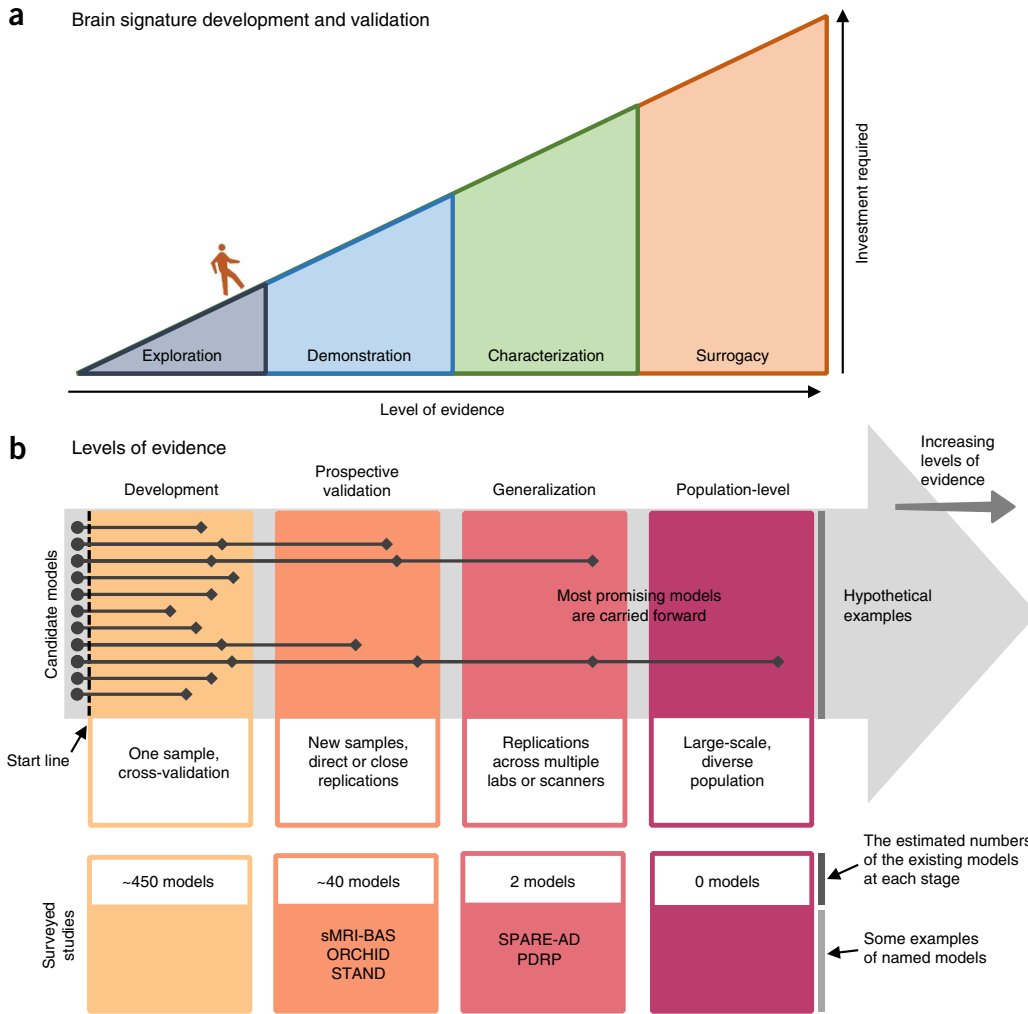 a
Brain signature development and validation
Investment required
Exploration
Demonstration
Characterization
Surrogacy
Level of evidence
b
Levels of evidence
Increasing
levels of
evidence
Development
Prospective
validation
Generalization
Population-level
Candidate models
Most promising models
are carried forward
Hypothetical
examples
Start line
One sample,
cross-validation
New samples,
direct or close
replications
Replications
across multiple
labs or scanners
Large-scale,
diverse
population
Surveyed
studies
~450 models
~40 models
2 models
0 models
The estimated numbers
of the existing models
at each stage
sMRI-BAS
ORCHID
STAND
SPARE-AD
PDRP
Some examples
of named models